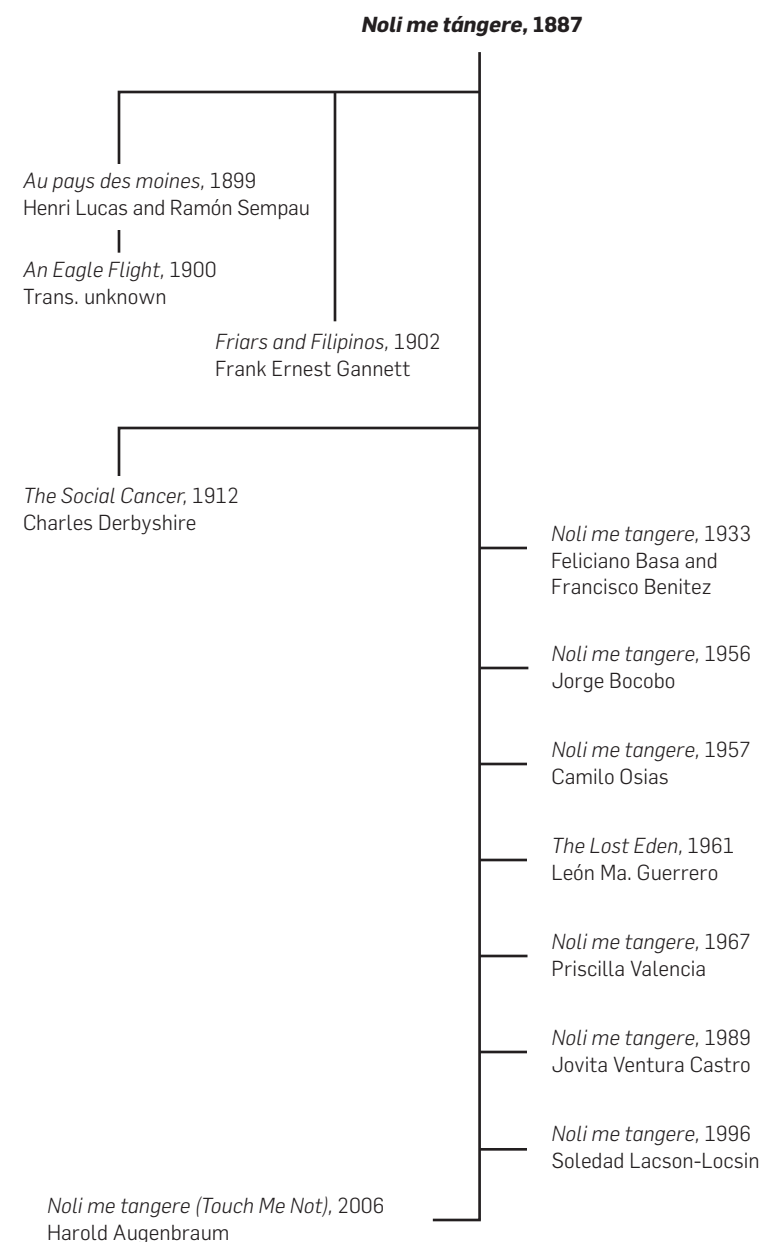 Noli me tángere, 1887
Au pays des moines, 1899
Henri Lucas and Ramón Sempau
An Eagle Flight, 1900
Trans. unknown
Friars and Filipinos, 1902
Frank Ernest Gannett
The Social Cancer, 1912
Charles Derbyshire
Noli me tangere, 1933
Feliciano Basa and
Francisco Benitez
Noli me tangere, 1956
Jorge Bocobo
Noli me tangere, 1957
Camilo Osias
The Lost Eden, 1961
León Ma. Guerrero
Noli me tangere, 1967
Priscilla Valencia
Noli me tangere, 1989
Jovita Ventura Castro
Noli me tangere, 1996
Soledad Lacson-Locsin
Noli me tangere (Touch Me Not), 2006
Harold Augenbraum